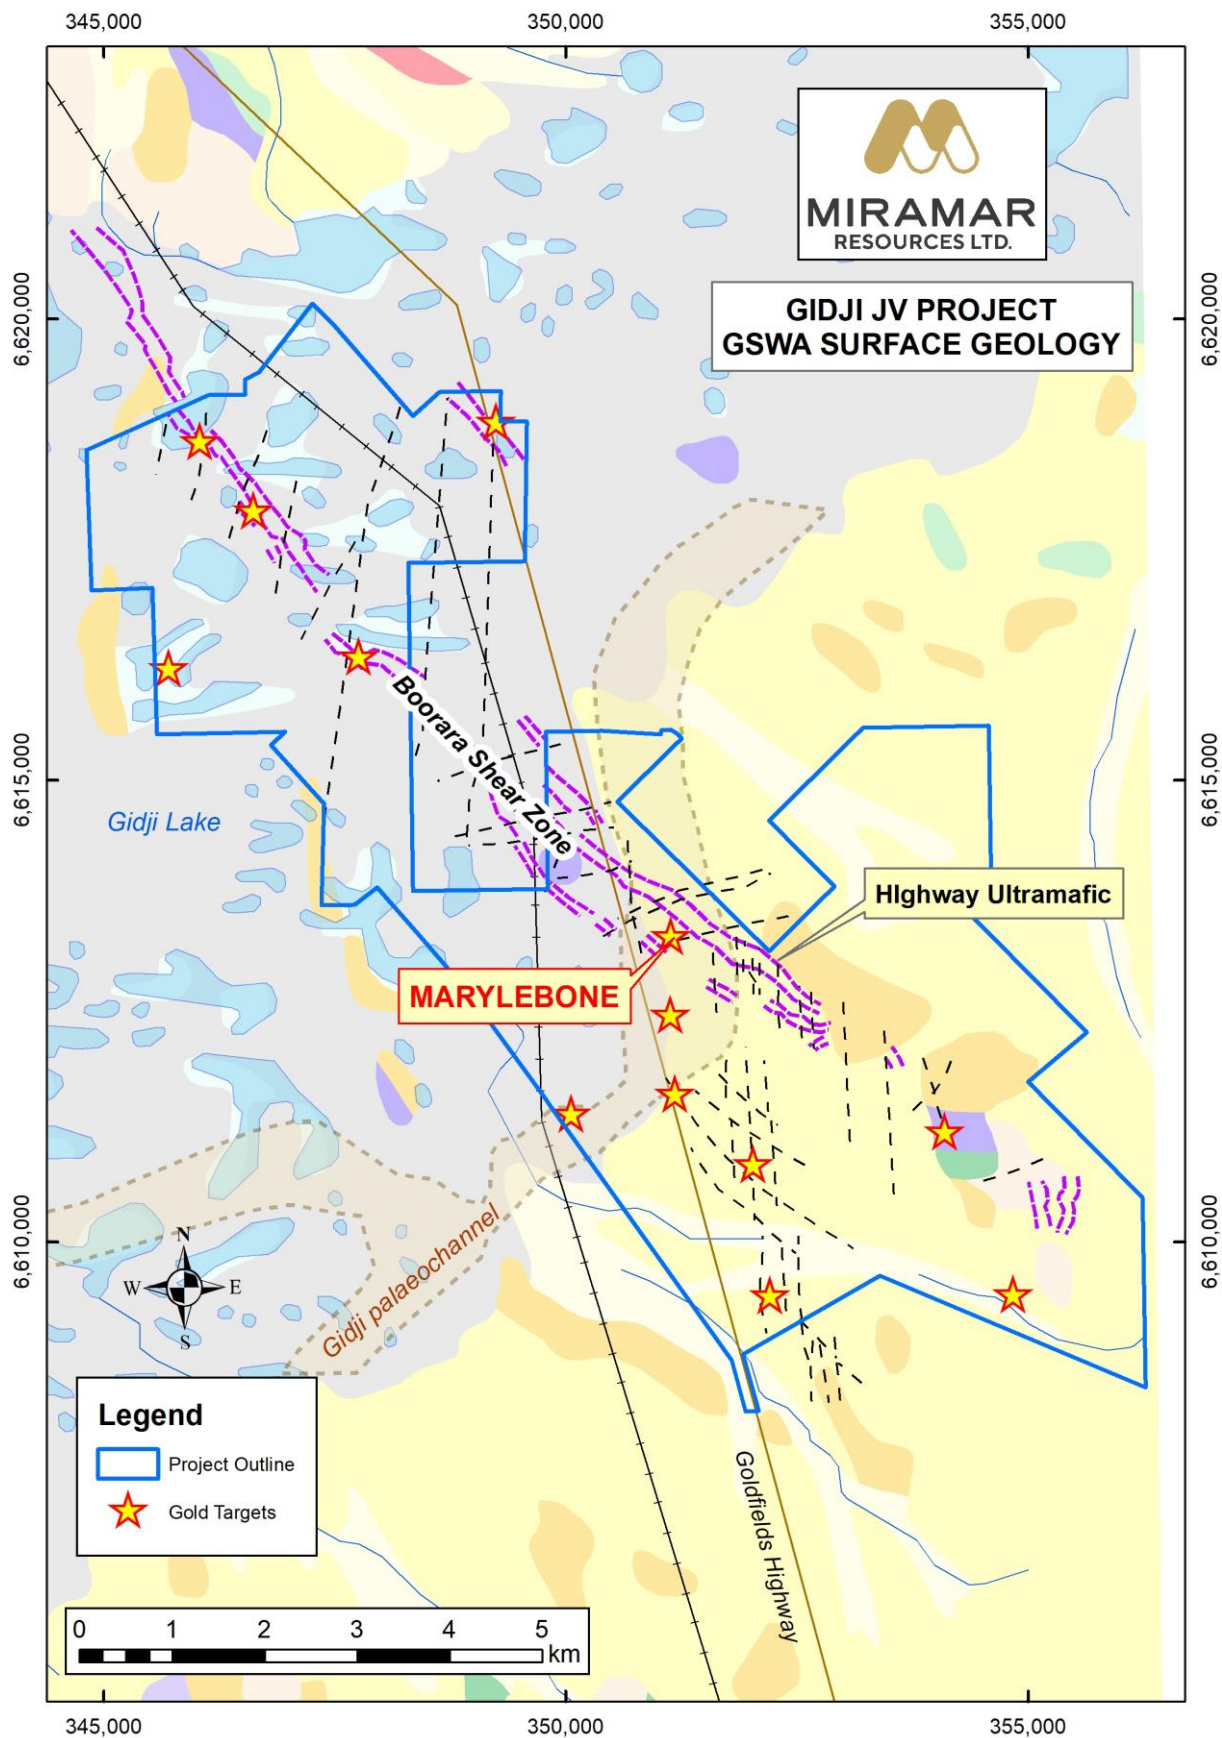 345,000
350,000
355,000
MIRAMAR
RESOURCES LTD.
GIDJI JV PROJECT
GSWA SURFACE GEOLOGY
6,620,000
6,620,000
Boorara Shear Zone
6,615,000
6,615,000
Gidji Lake
HIghway Ultramafic
MARYLEBONE
Gidji palaeochannel
6,610,000
6,610,000
N
W
E
S
Legend
Project Outline
Gold Targets
Goldfields Highway
0 1 2 3 4 5
km
345,000
350,000
355,000